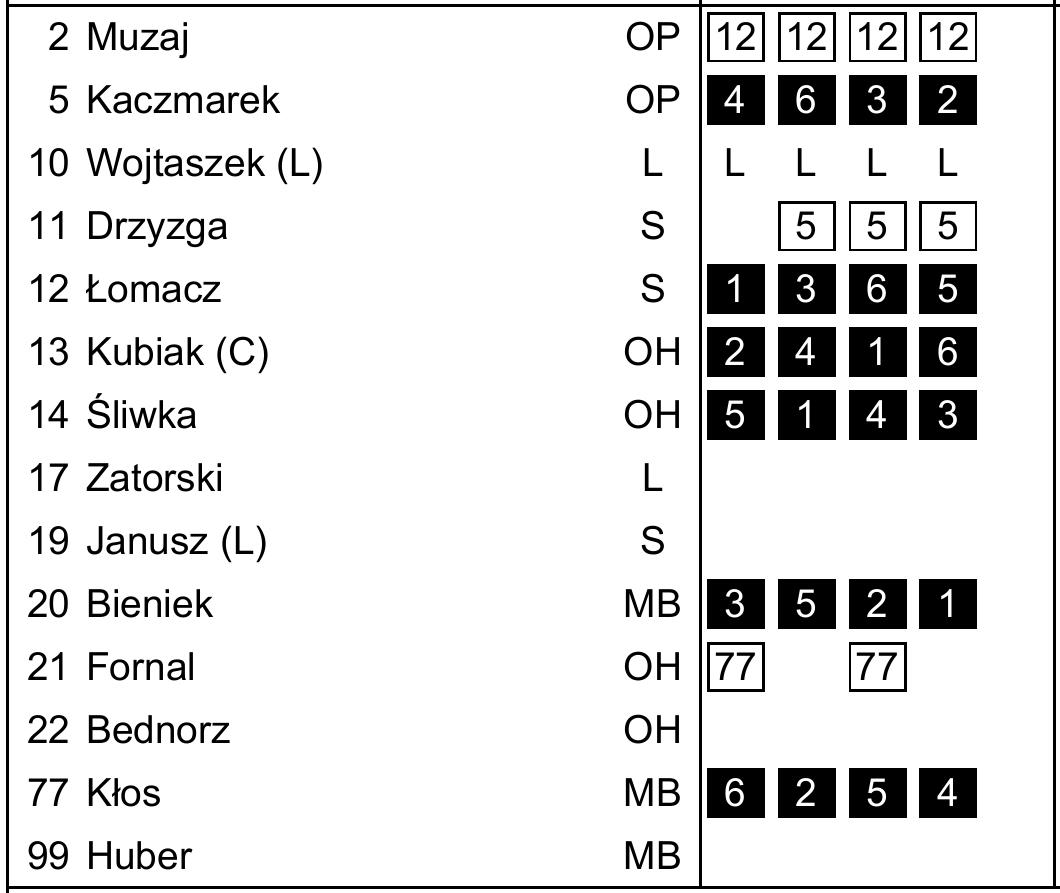 2 Muzaj OP 12 12 12 12
5 Kaczmarek OP 4 6 3 2
10 Wojtaszek (L) L L L L L
11 Drzyzga S 5 5 5
12 Łomacz S 1 3 6 5
13 Kubiak (C) OH 2 4 1 6
14 Śliwka OH 5 1 4 3
17 Zatorski L
19 Janusz (L) S
20 Bieniek MB 3 5 2 1
21 Fornal OH 77 77
22 Bednorz OH
77 Kłos MB 6 2 5 4
99 Huber MB